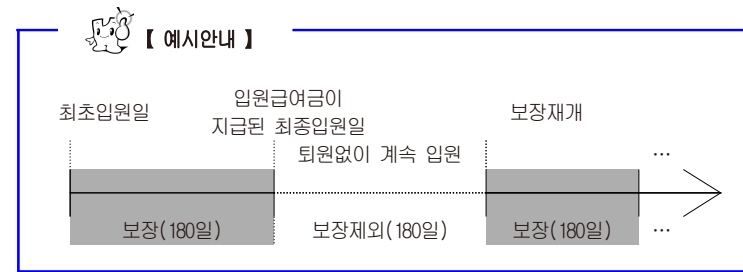 【 예시안내 】
최초입원일
입원급여금이
지급된 최종입원일
보장재개
퇴원없이 계속 입원
…
보장(180일)
보장제외(180일)
보장(180일)
…